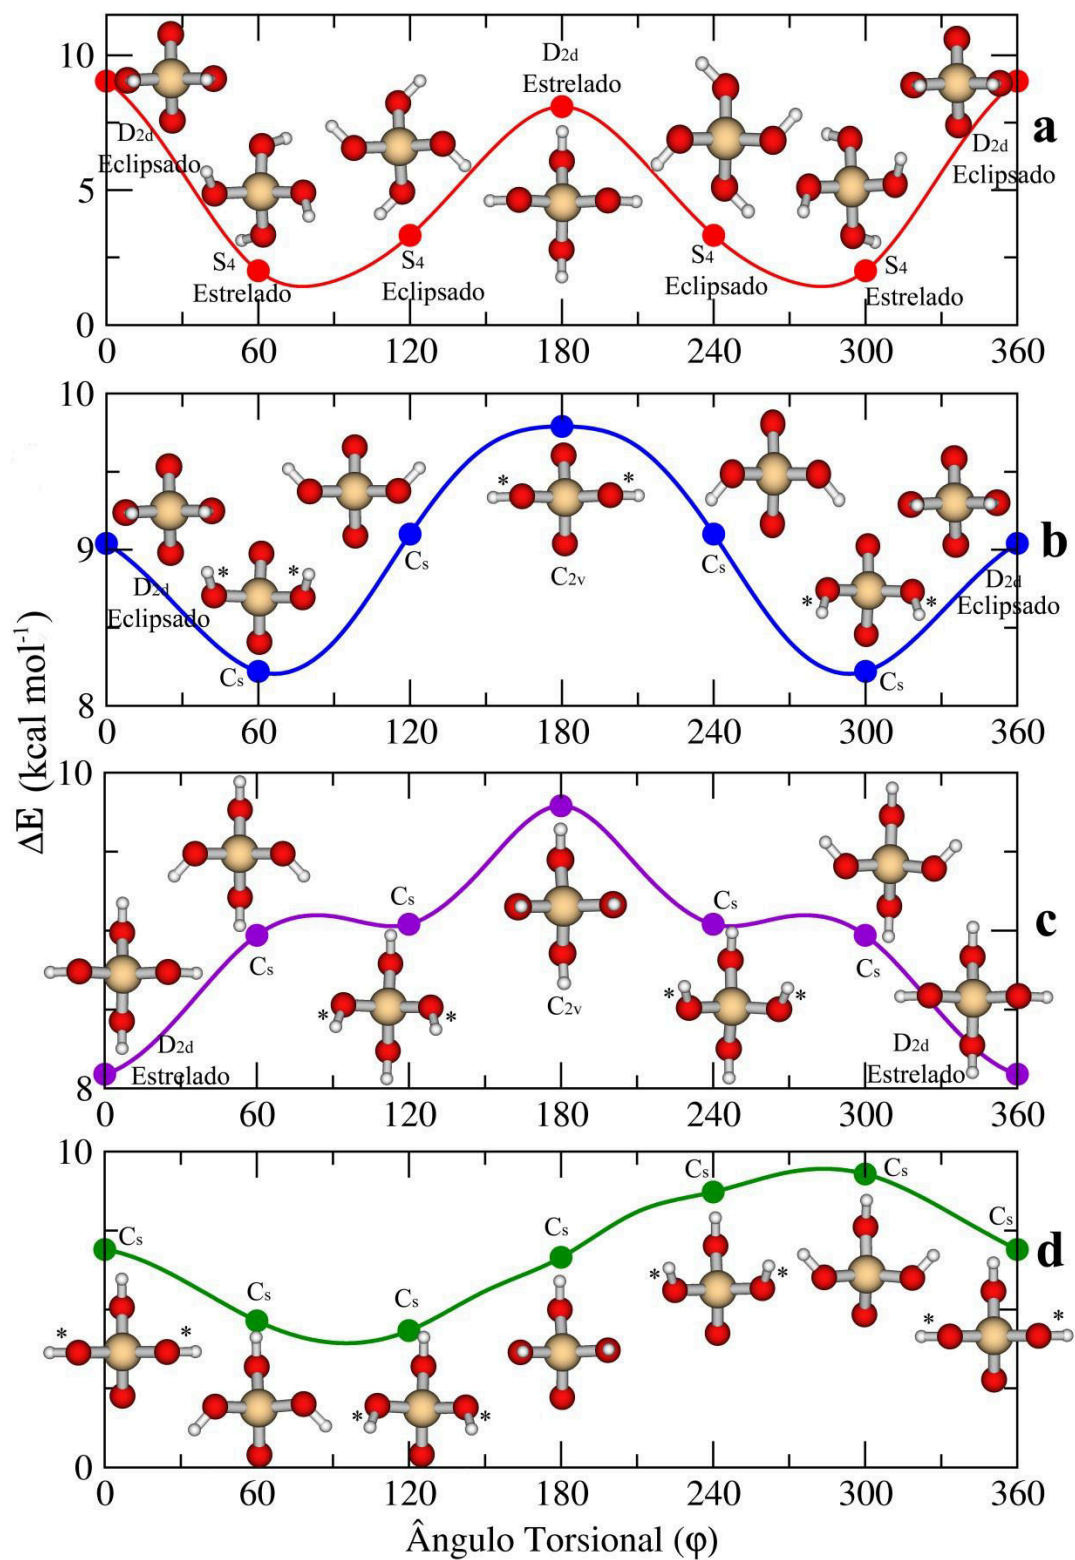 10
5
0
D2d
Eclipsado
S4
Estrelado
S4
Eclipsado
D2d
Estrelado
S4
Eclipsado
S4
Estrelado
D2d
Eclipsado
a
0 60 120 180 240 300 360
10
9
8
D2d
Eclipsado
* *
Cs
Cs
* *
C2v
Cs
* *
Cs
D2d
Eclipsado
b
0 60 120 180 240 300 360
ΔE (kcal mol-1)
10
8
D2d
Estrelado
Cs
Cs
* *
C2v
Cs
* *
Cs
D2d
Estrelado
c
0 60 120 180 240 300 360
10
0
Cs
* *
Cs
Cs
* *
Cs
Cs
* *
Cs
Cs
* *
d
0 60 120 180 240 300 360
Ângulo Torsional (φ)